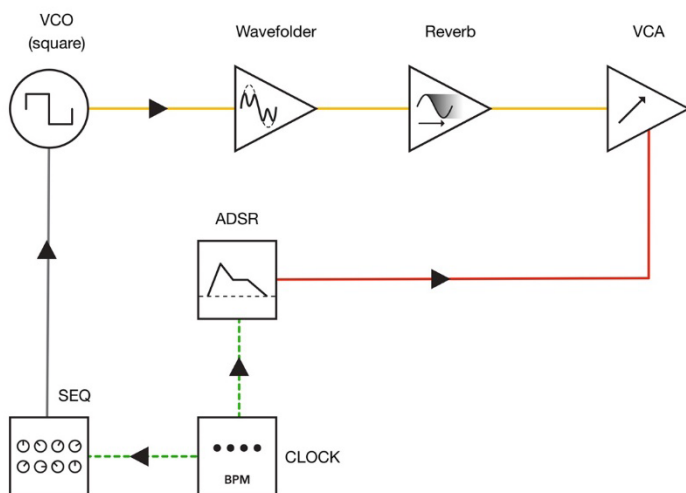 VCO
(square)
Wavefolder
Reverb
VCA
ADSR
SEQ
CLOCK
BPM